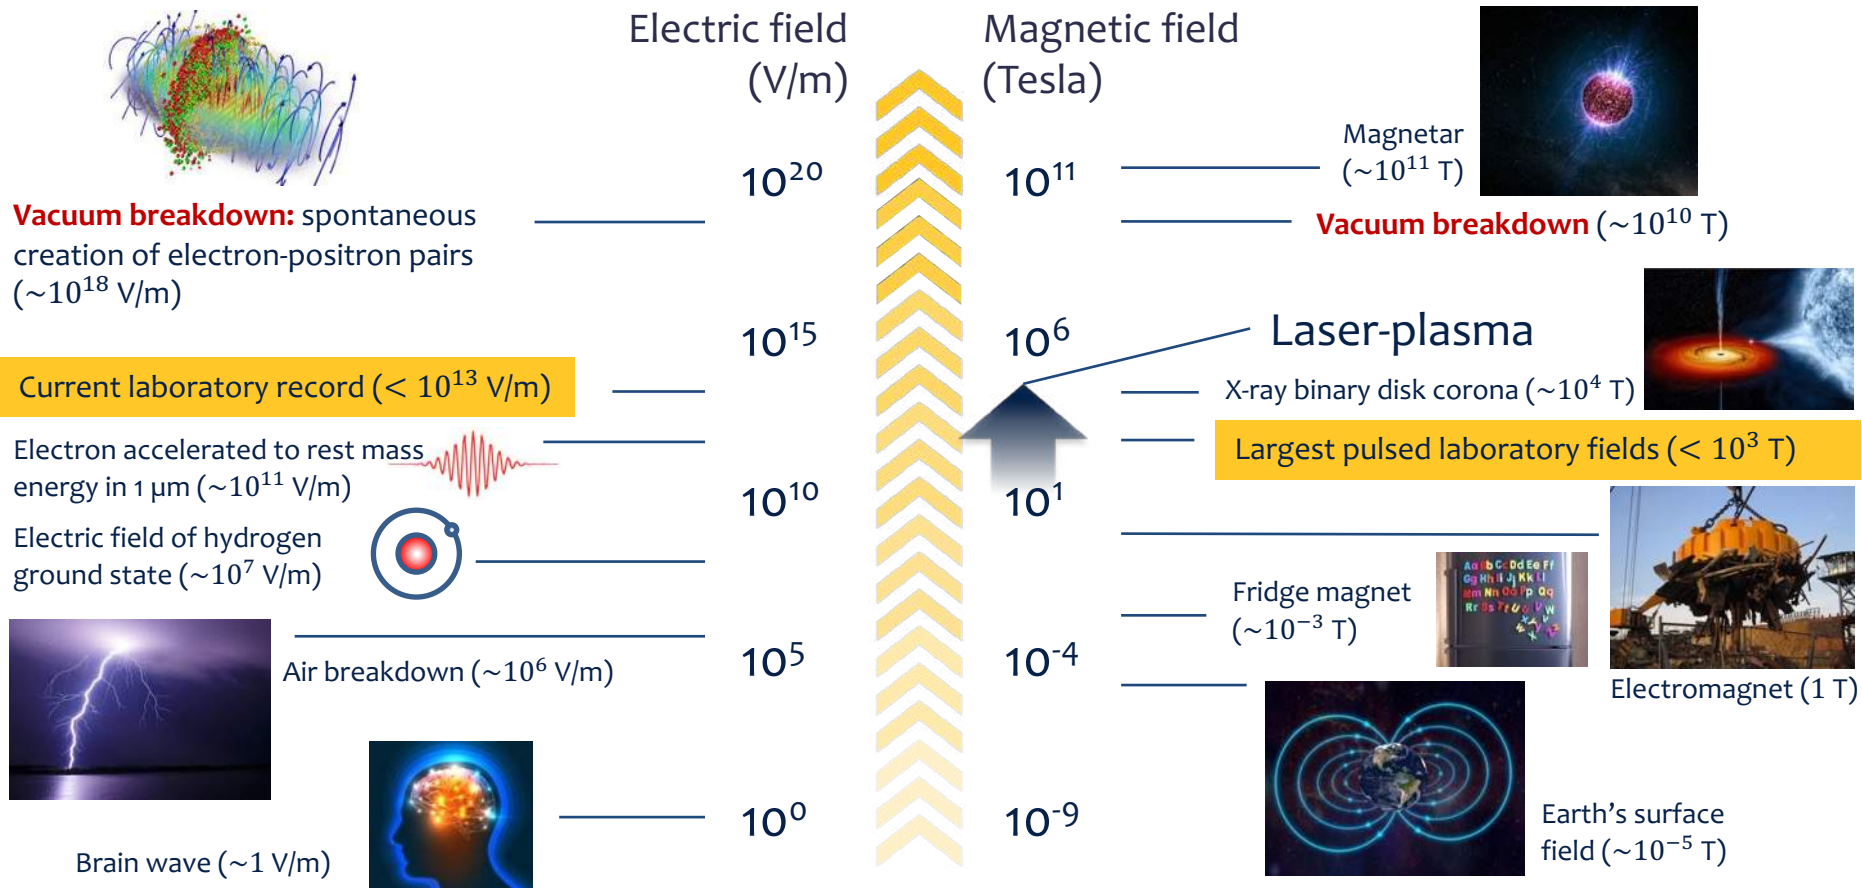 Electric field
(V/m)
Magnetic field
(Tesla)
10²⁰
10¹⁵
10¹⁰
10⁵
10⁰
10¹¹
10⁶
10¹
10⁻⁴
10⁻⁹
Vacuum breakdown: spontaneous
creation of electron-positron pairs
(~10¹⁸ V/m)
Current laboratory record (< 10¹³ V/m)
Electron accelerated to rest mass
energy in 1 μm (~10¹¹ V/m)
Electric field of hydrogen
ground state (~10⁷ V/m)
Air breakdown (~10⁶ V/m)
Brain wave (~1 V/m)
Magnetar
(~10¹¹ T)
Vacuum breakdown (~10¹⁰ T)
Laser-plasma
X-ray binary disk corona (~10⁴ T)
Largest pulsed laboratory fields (< 10³ T)
Fridge magnet
(~10⁻³ T)
Electromagnet (1 T)
Earth's surface
field (~10⁻⁵ T)